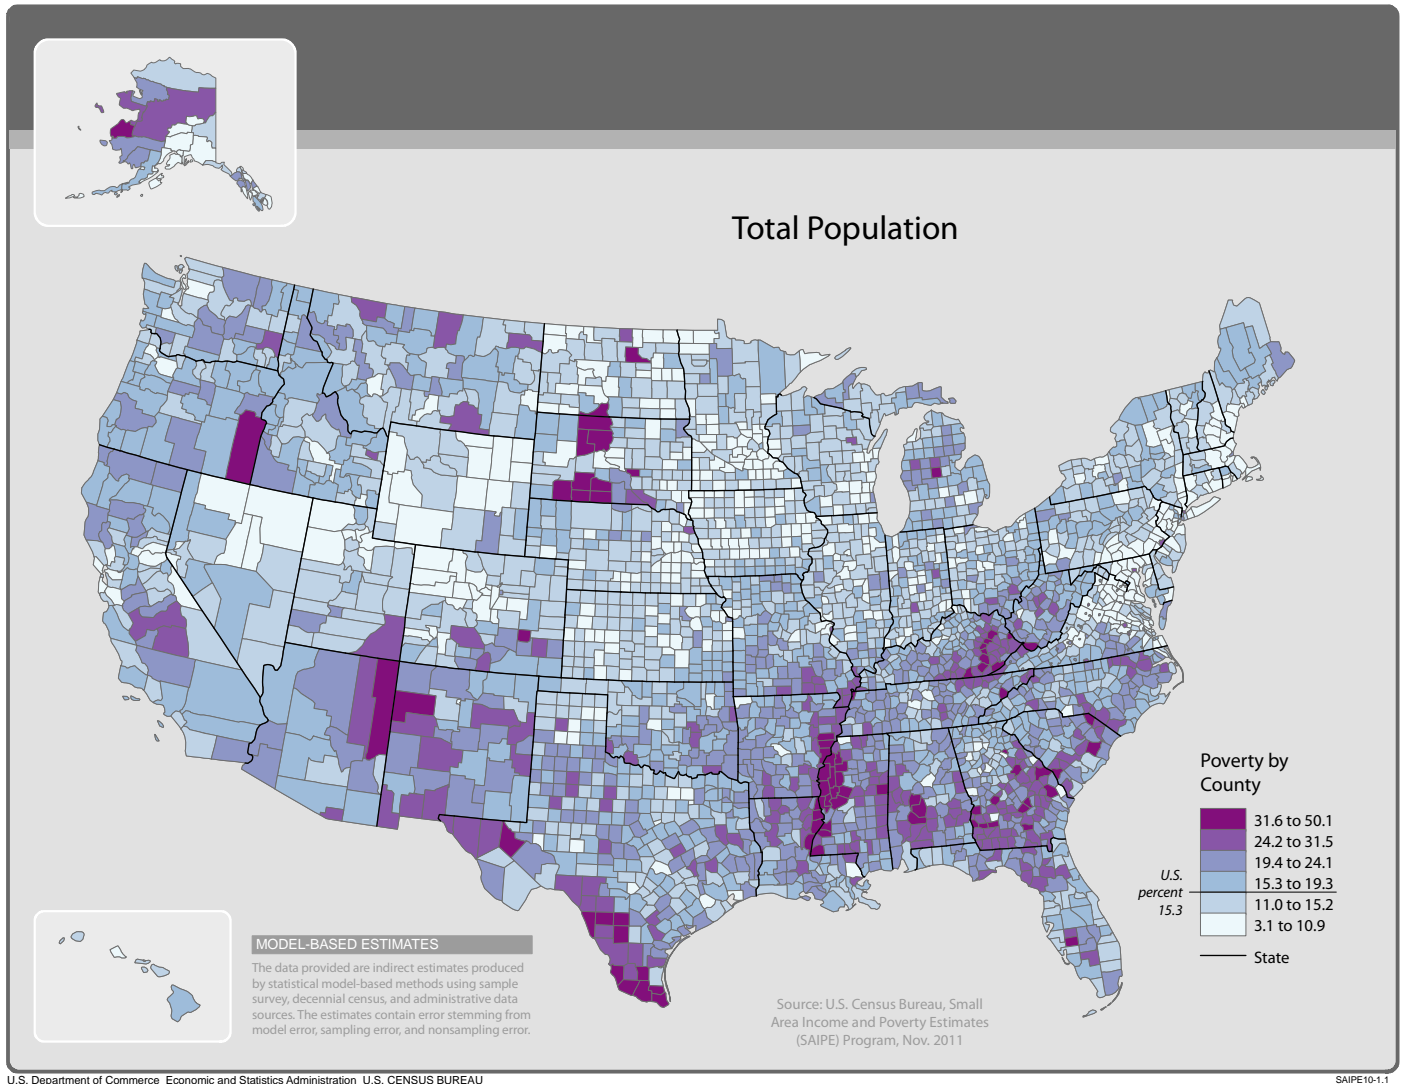 Total Population
Poverty by
County
31.6 to 50.1
24.2 to 31.5
19.4 to 24.1
15.3 to 19.3
11.0 to 15.2
3.1 to 10.9
U.S.
percent
15.3
State
MODEL-BASED ESTIMATES
The data provided are indirect estimates produced
by statistical model-based methods using sample
survey, decennial census, and administrative data
sources. The estimates contain error stemming from
model error, sampling error, and nonsampling error.
Source: U.S. Census Bureau, Small
Area Income and Poverty Estimates
(SAIPE) Program, Nov. 2011
U.S. Department of Commerce Economic and Statistics Administration U.S. CENSUS BUREAU
SAIPE10-1.1